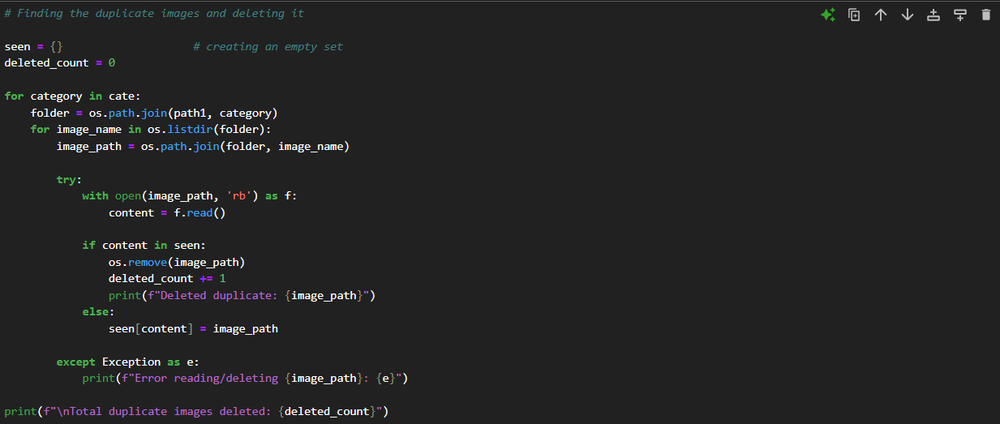 # Finding the duplicate images and deleting it
seen = {}                    # creating an empty set
deleted_count = 0
for category in cate:
    folder = os.path.join(path1, category)
    for image_name in os.listdir(folder):
        image_path = os.path.join(folder, image_name)
        try:
            with open(image_path, 'rb') as f:
                content = f.read()
            if content in seen:
                os.remove(image_path)
                deleted_count += 1
                print(f"Deleted duplicate: {image_path}")
            else:
                seen[content] = image_path
        except Exception as e:
            print(f"Error reading/deleting {image_path}: {e}")
print(f"\nTotal duplicate images deleted: {deleted_count}")